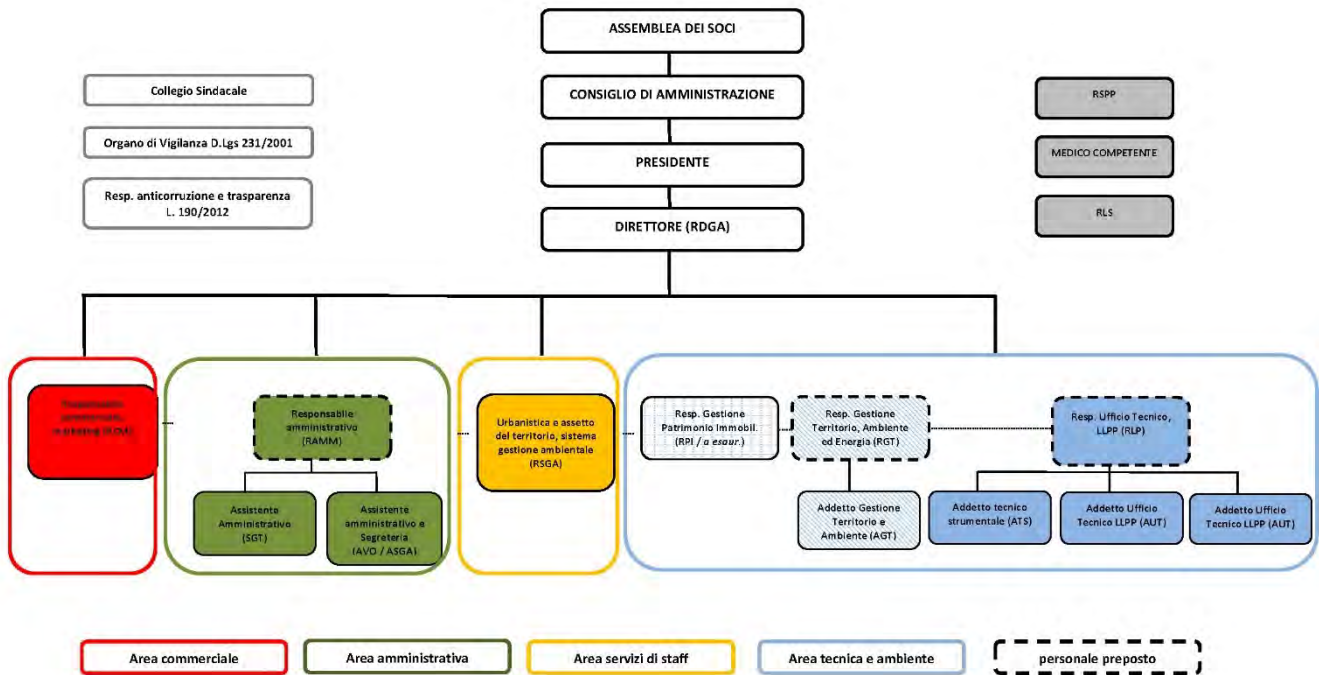 ASSEMBLEA DEI SOCI
CONSIGLIO DI AMMINISTRAZIONE
PRESIDENTE
DIRETTORE (RDGA)
Collegio Sindacale
Organo di Vigilanza D.Lgs 231/2001
Resp. anticorruzione e trasparenza
L. 190/2012
RSPP
MEDICO COMPETENTE
RLS
Responsabile
amministrativo
(RAMM)
Assistente
Amministrativo
(SGT)
Assistente
amministrativo e
Segreteria
(AVO / ASGA)
Urbanistica e assetto
del territorio, sistema
gestione ambientale
(RSGA)
Resp. Gestione
Patrimonio Immobil.
(RPI / a esaur.)
Resp. Gestione
Territorio, Ambiente
ed Energia (RGT)
Addetto Gestione
Territorio e
Ambiente (AGT)
Resp. Ufficio Tecnico,
LLPP (RLP)
Addetto tecnico
strumentale (ATS)
Addetto Ufficio
Tecnico LLPP (AUT)
Addetto Ufficio
Tecnico LLPP (AUT)
Area commerciale
Area amministrativa
Area servizi di staff
Area tecnica e ambiente
personale preposto